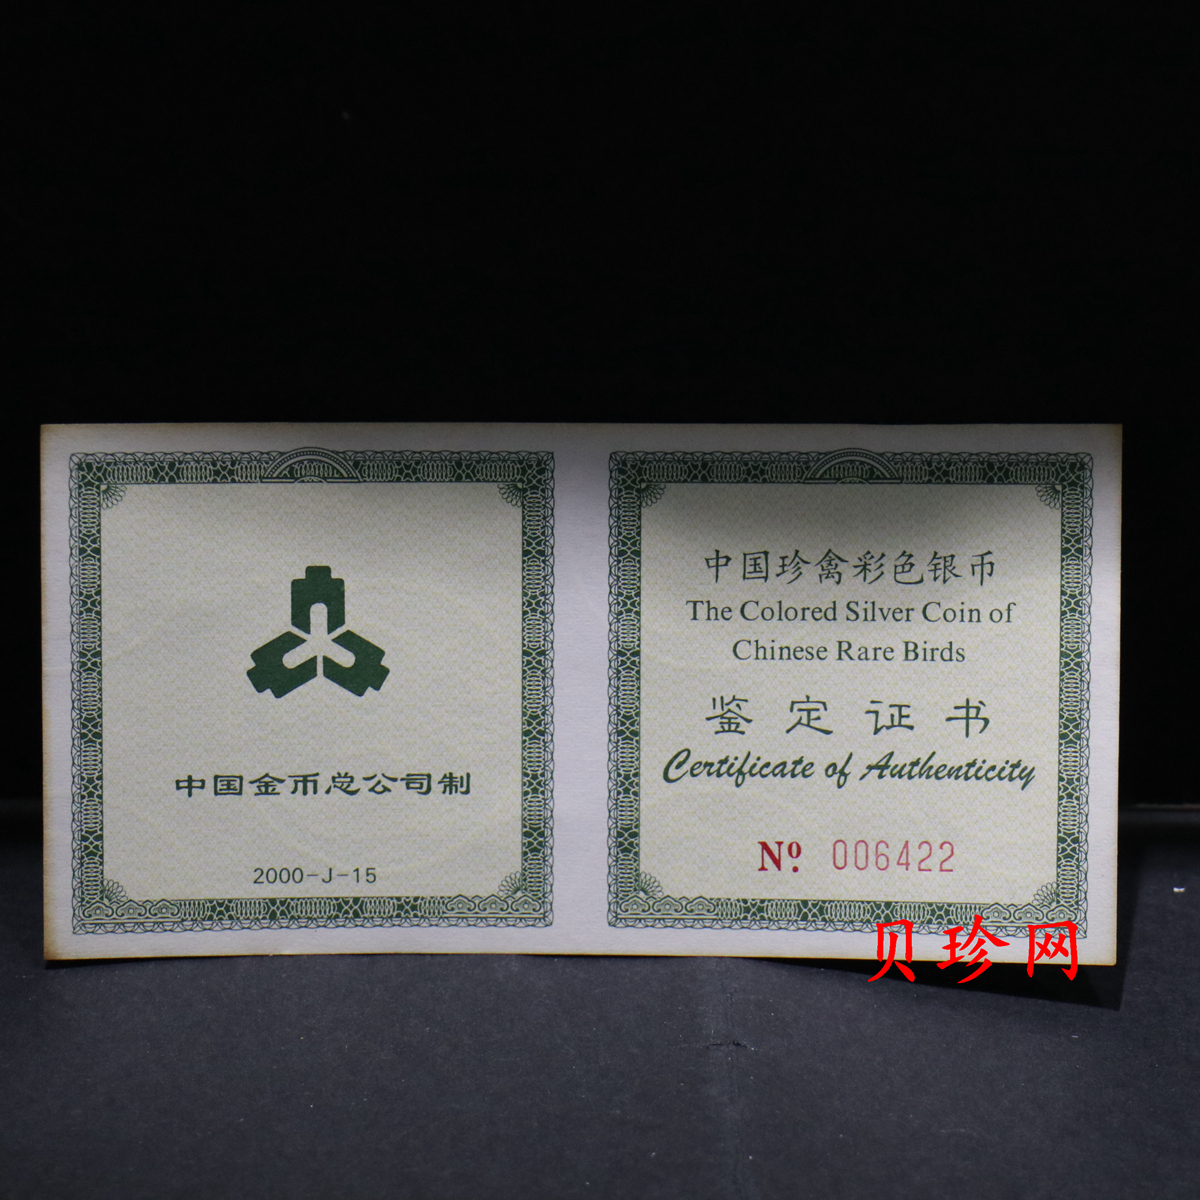 中国金币总公司制
2000-J-15
中国珍禽彩色银币
The Colored Silver Coin of
Chinese Rare Birds
鉴定证书
Certificate of Authenticity
Nº. 006422
贝珍网